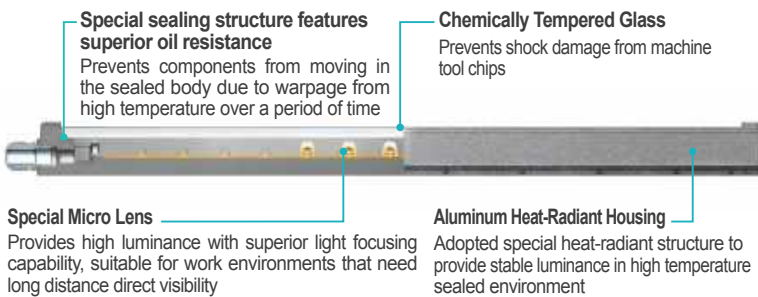 Special sealing structure features
superior oil resistance
Prevents components from moving in
the sealed body due to warpage from
high temperature over a period of time
Chemically Tempered Glass
Prevents shock damage from machine
tool chips
Special Micro Lens
Provides high luminance with superior light focusing
capability, suitable for work environments that need
long distance direct visibility
Aluminum Heat-Radiant Housing
Adopted special heat-radiant structure to
provide stable luminance in high temperature
sealed environment